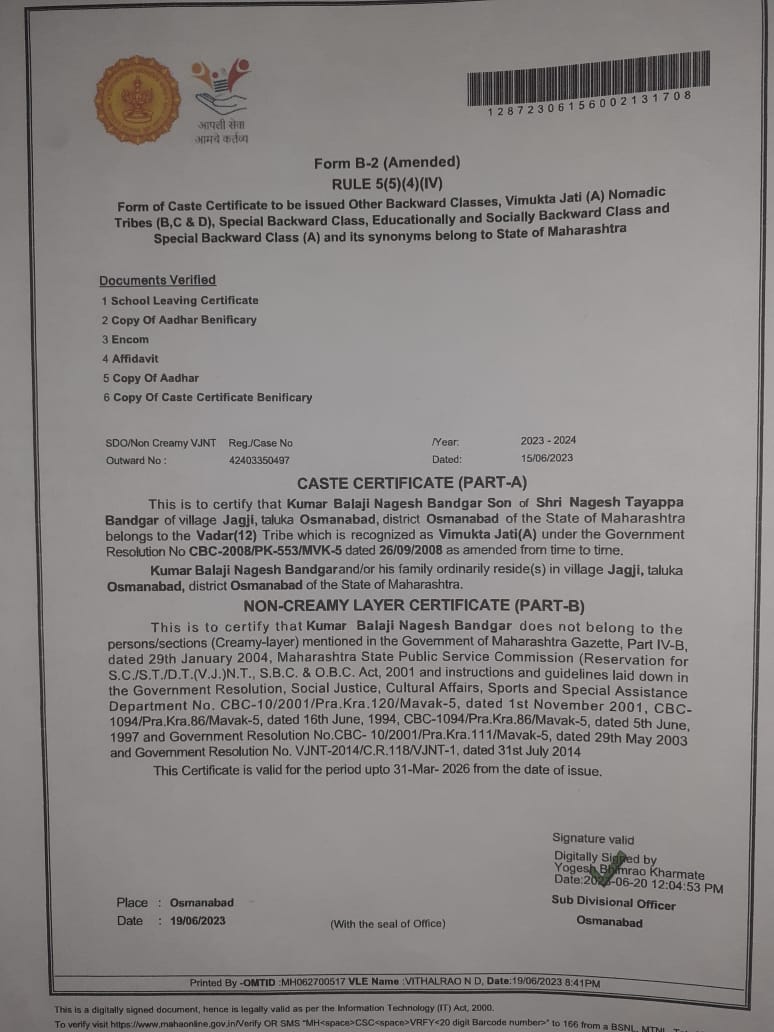 आपली सेवा
आमचे कर्तव्य
12872306156002131708
Form B-2 (Amended)
RULE 5(5)(4)(IV)
Form of Caste Certificate to be issued Other Backward Classes, Vimukta Jati (A) Nomadic
Tribes (B,C & D), Special Backward Class, Educationally and Socially Backward Class and
Special Backward Class (A) and its synonyms belong to State of Maharashtra
Documents Verified
1 School Leaving Certificate
2 Copy Of Aadhar Benificary
3 Encom
4 Affidavit
5 Copy Of Aadhar
6 Copy Of Caste Certificate Benificary
SDO/Non Creamy VJNT Reg./Case No /Year: 2023 - 2024
Outward No : 42403350497 Dated: 15/06/2023
CASTE CERTIFICATE (PART-A)
This is to certify that Kumar Balaji Nagesh Bandgar Son of Shri Nagesh Tayappa
Bandgar of village Jagji, taluka Osmanabad, district Osmanabad of the State of Maharashtra
belongs to the Vadar(12) Tribe which is recognized as Vimukta Jati(A) under the Government
Resolution No CBC-2008/PK-553/MVK-5 dated 26/09/2008 as amended from time to time.
Kumar Balaji Nagesh Bandgarand/or his family ordinarily reside(s) in village Jagji, taluka
Osmanabad, district Osmanabad of the State of Maharashtra.
NON-CREAMY LAYER CERTIFICATE (PART-B)
This is to certify that Kumar Balaji Nagesh Bandgar does not belong to the
persons/sections (Creamy-layer) mentioned in the Government of Maharashtra Gazette, Part IV-B,
dated 29th January 2004, Maharashtra State Public Service Commission (Reservation for
S.C./S.T./D.T.(V.J.)N.T., S.B.C. & O.B.C. Act, 2001 and instructions and guidelines laid down in
the Government Resolution, Social Justice, Cultural Affairs, Sports and Special Assistance
Department No. CBC-10/2001/Pra.Kra.120/Mavak-5, dated 1st November 2001, CBC-
1094/Pra.Kra.86/Mavak-5, dated 16th June, 1994, CBC-1094/Pra.Kra.86/Mavak-5, dated 5th June,
1997 and Government Resolution No.CBC- 10/2001/Pra.Kra.111/Mavak-5, dated 29th May 2003
and Government Resolution No. VJNT-2014/C.R.118/VJNT-1, dated 31st July 2014
This Certificate is valid for the period upto 31-Mar- 2026 from the date of issue.
Signature valid
Digitally Signed by
Yogesh Bhimrao Kharmate
Date:2023-06-20 12:04:53 PM
Sub Divisional Officer
Osmanabad
Place : Osmanabad
Date : 19/06/2023
(With the seal of Office)
Printed By -OMTID :MH062700517 VLE Name :VITHALRAO N D, Date:19/06/2023 8:41PM
This is a digitally signed document, hence is legally valid as per the Information Technology (IT) Act, 2000.
To verify visit https://www.mahaonline.gov.in/Verify OR SMS "MH<space>CSC<space>VRFY<20 digit Barcode number>" to 166 from a BSNL, MTNL,